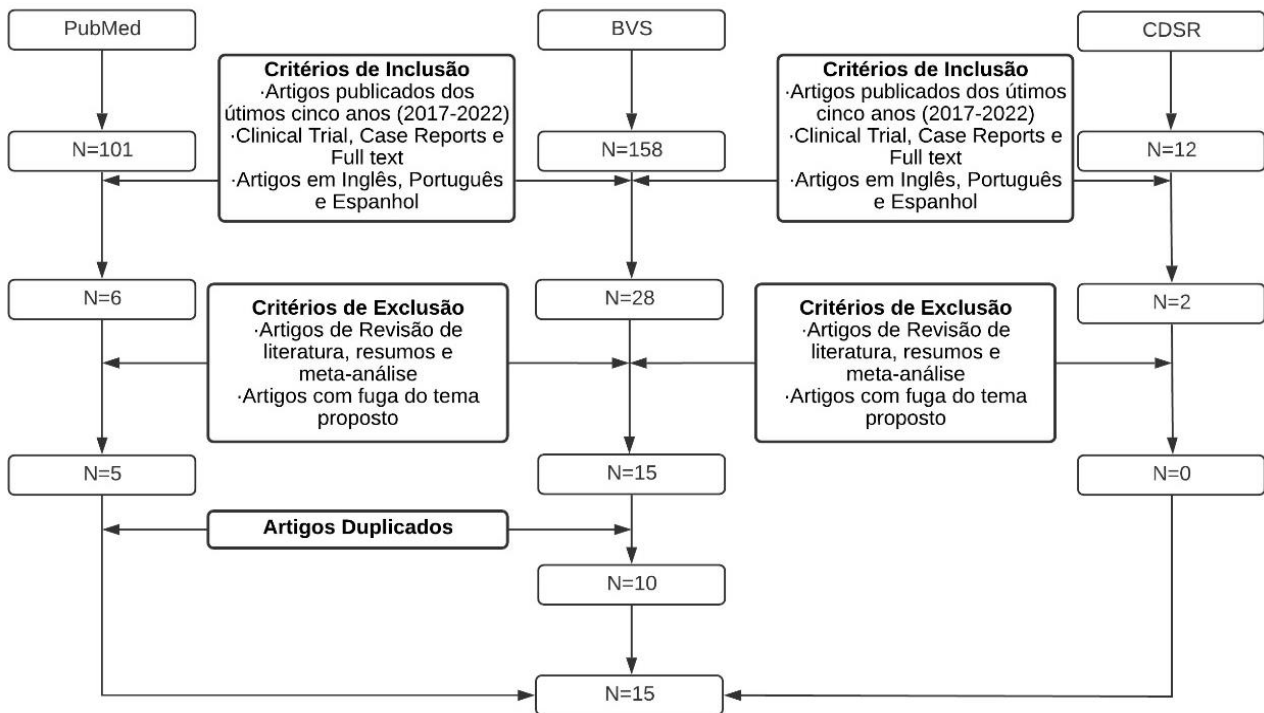 PubMed
BVS
CDSR
Critérios de Inclusão
·Artigos publicados dos
útimos cinco anos (2017-2022)
·Clinical Trial, Case Reports e
Full text
·Artigos em Inglês, Português
e Espanhol
Critérios de Inclusão
·Artigos publicados dos útimos
cinco anos (2017-2022)
·Clinical Trial, Case Reports e
Full text
·Artigos em Inglês, Português
e Espanhol
N=101
N=158
N=12
N=6
N=28
N=2
Critérios de Exclusão
·Artigos de Revisão de
literatura, resumos e
meta-análise
·Artigos com fuga do tema
proposto
Critérios de Exclusão
·Artigos de Revisão de
literatura, resumos e
meta-análise
·Artigos com fuga do tema
proposto
N=5
N=15
N=0
Artigos Duplicados
N=10
N=15